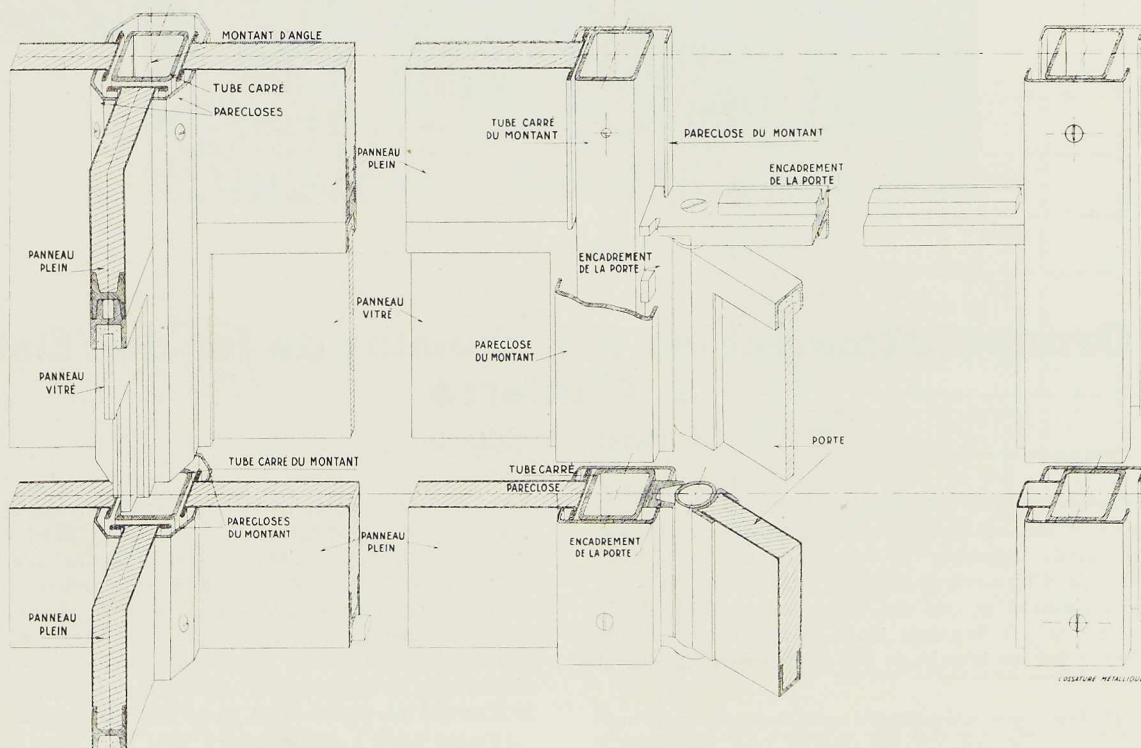 MONTANT D'ANGLE
TUBE CARRÉ
PARECLOSES
PANNEAU
PLEIN
TUBE CARRÉ
DU MONTANT
PARECLOSE DU MONTANT
ENCADREMENT
DE LA PORTE
PANNEAU
PLEIN
ENCADREMENT
DE LA PORTE
PANNEAU
VITRÉ
PARECLOSE
DU MONTANT
PANNEAU
VITRÉ
PORTE
TUBE CARRÉ DU MONTANT
TUBE CARRÉ
PARECLOSE
PARECLOSES
DU MONTANT
PANNEAU
PLEIN
ENCADREMENT
DE LA PORTE
PANNEAU
PLEIN
L'OSSATURE MÉTALLIQUE